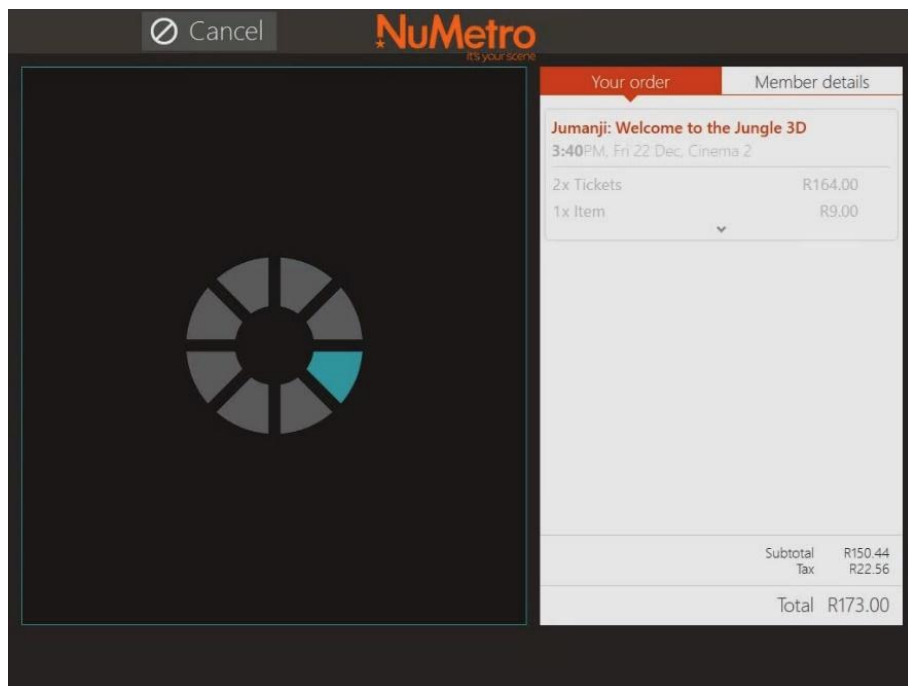 Cancel
NuMetro
it's your scene
Your order
Member details
Jumanji: Welcome to the Jungle 3D
3:40PM, Fri 22 Dec, Cinema 2
2x Tickets R164.00
1x Item R9.00
Subtotal R150.44
Tax R22.56
Total R173.00